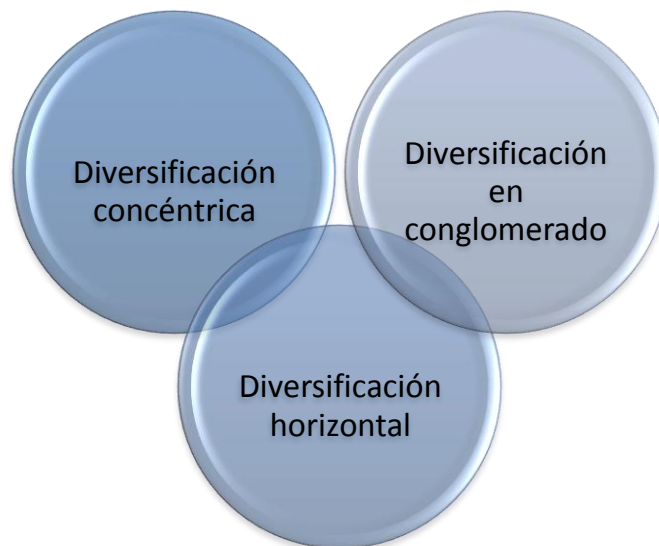 Diversificación
concéntrica
Diversificación
en
conglomerado
Diversificación
horizontal